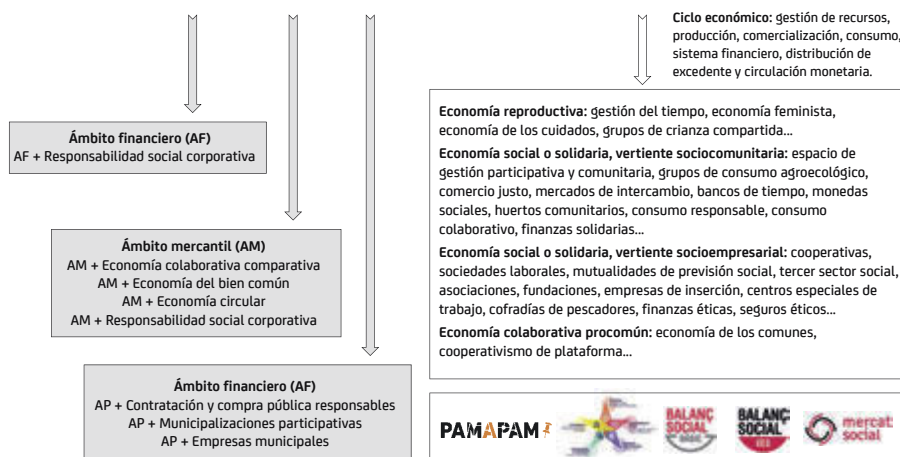 Ciclo económico: gestión de recursos,
producción, comercialización, consumo,
sistema financiero, distribución de
excedente y circulación monetaria.
Ámbito financiero (AF)
AF + Responsabilidad social corporativa
Ámbito mercantil (AM)
AM + Economía colaborativa comparativa
AM + Economía del bien común
AM + Economía circular
AM + Responsabilidad social corporativa
Ámbito financiero (AF)
AP + Contratación y compra pública responsables
AP + Municipalizaciones participativas
AP + Empresas municipales
Economía reproductiva: gestión del tiempo, economía feminista,
economía de los cuidados, grupos de crianza compartida...
Economía social o solidaria, vertiente sociocomunitaria: espacio de
gestión participativa y comunitaria, grupos de consumo agroecológico,
comercio justo, mercados de intercambio, bancos de tiempo, monedas
sociales, huertos comunitarios, consumo responsable, consumo
colaborativo, finanzas solidarias...
Economía social o solidaria, vertiente socioempresarial: cooperativas,
sociedades laborales, mutualidades de previsión social, tercer sector social,
asociaciones, fundaciones, empresas de inserción, centros especiales de
trabajo, cofradías de pescadores, finanzas éticas, seguros éticos...
Economía colaborativa procomún: economía de los comunes,
cooperativismo de plataforma...
PAMAPAM
BALANÇ
SOCIAL
BÀSIC
BALANÇ
SOCIAL
mercat
social